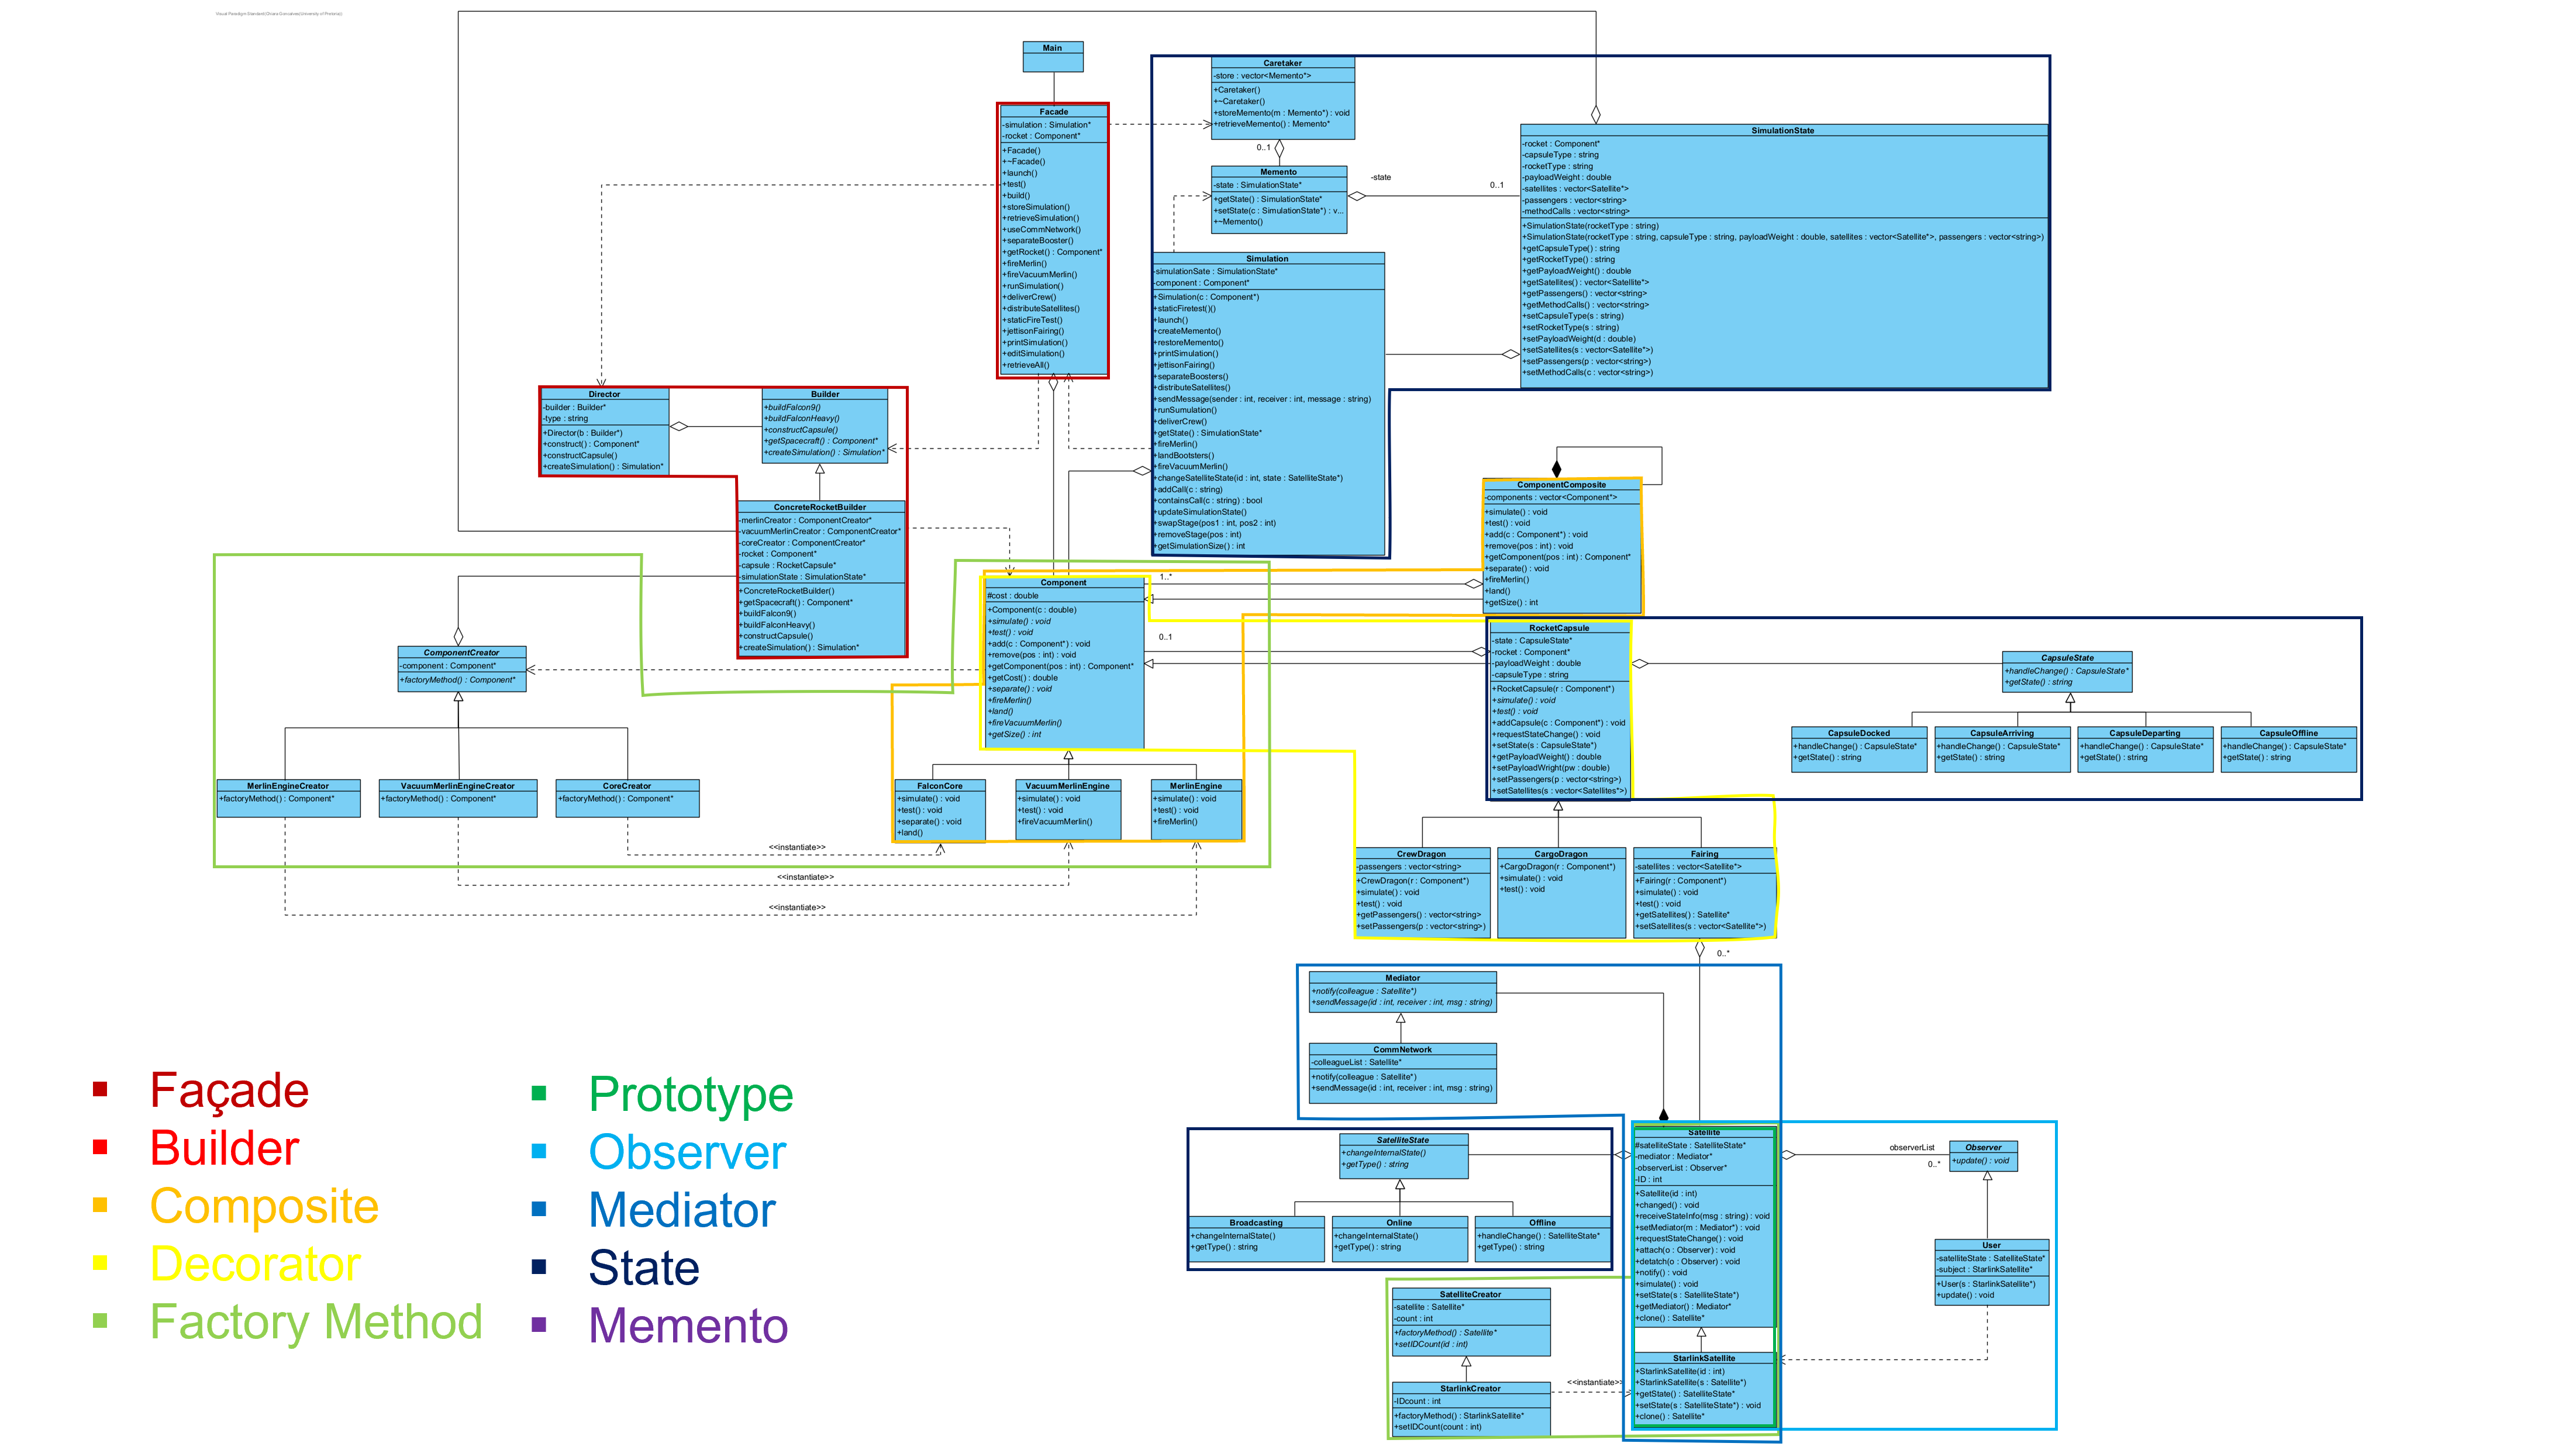 Visual Paradigm Standard(Chiara Goncalves(University of Pretoria))
Main
Facade
-simulation : Simulation*
-rocket : Component*
+Facade()
+~Facade()
+launch()
+test()
+build()
+storeSimulation()
+retrieveSimulation()
+useCommNetwork()
+separateBooster()
+getRocket() : Component*
+fireMerlin()
+fireVacuumMerlin()
+runSimulation()
+deliverCrew()
+distributeSatellites()
+staticFireTest()
+jettisonFairing()
+printSimulation()
+editSimulation()
+retrieveAll()
Caretaker
-store : vector<Memento*>
+Caretaker()
+~Caretaker()
+storeMemento(m : Memento*) : void
+retrieveMemento() : Memento*
0..1
Memento
-state : SimulationState*
+getState() : SimulationState*
+setState(c : SimulationState*) : v...
+~Memento()
-state
0..1
SimulationState
-rocket : Component*
-capsuleType : string
-rocketType : string
-payloadWeight : double
-satellites : vector<Satellite*>
-passengers : vector<string>
-methodCalls : vector<string>
+SimulationState(rocketType : string)
+SimulationState(rocketType : string, capsuleType : string, payloadWeight : double, satellites : vector<Satellite*>, passengers : vector<string>)
+getCapsuleType() : string
+getRocketType() : string
+getPayloadWeight() : double
+getSatellites() : vector<Satellite*>
+getPassengers() : vector<string>
+getMethodCalls() : vector<string>
+setCapsuleType(s : string)
+setRocketType(s : string)
+setPayloadWeight(d : double)
+setSatellites(s : vector<Satellite*>)
+setPassengers(p : vector<string>)
+setMethodCalls(c : vector<string>)
Simulation
-simulationSate : SimulationState*
-component : Component*
+Simulation(c : Component*)
+staticFiretest()()
+launch()
+createMemento()
+restoreMemento()
+printSimulation()
+jettisonFairing()
+separateBoosters()
+distributeSatellites()
+sendMessage(sender : int, receiver : int, message : string)
+runSumulation()
+deliverCrew()
+getState() : SimulationState*
+fireMerlin()
+landBootsters()
+fireVacuumMerlin()
+changeSatelliteState(id : int, state : SatelliteState*)
+addCall(c : string)
+containsCall(c : string) : bool
+updateSimulationState()
+swapStage(pos1 : int, pos2 : int)
+removeStage(pos : int)
+getSimulationSize() : int
Director
-builder : Builder*
-type : string
+Director(b : Builder*)
+construct() : Component*
+constructCapsule()
+createSimulation() : Simulation*
Builder
+buildFalcon9()
+buildFalconHeavy()
+constructCapsule()
+getSpacecraft() : Component*
+createSimulation() : Simulation*
ConcreteRocketBuilder
-merlinCreator : ComponentCreator*
-vacuumMerlinCreator : ComponentCreator*
-coreCreator : ComponentCreator*
-rocket : Component*
-capsule : RocketCapsule*
-simulationState : SimulationState*
+ConcreteRocketBuilder()
+getSpacecraft() : Component*
+buildFalcon9()
+buildFalconHeavy()
+constructCapsule()
+createSimulation() : Simulation*
ComponentComposite
-components : vector<Component*>
+simulate() : void
+test() : void
+add(c : Component*) : void
+remove(pos : int) : void
+getComponent(pos : int) : Component*
+separate() : void
+fireMerlin()
+land()
+getSize() : int
Component
#cost : double
+Component(c : double)
+simulate() : void
+test() : void
+add(c : Component*) : void
+remove(pos : int) : void
+getComponent(pos : int) : Component*
+getCost() : double
+separate() : void
+fireMerlin()
+land()
+fireVacuumMerlin()
+getSize() : int
1..*
0..1
ComponentCreator
-component : Component*
+factoryMethod() : Component*
MerlinEngineCreator
+factoryMethod() : Component*
VacuumMerlinEngineCreator
+factoryMethod() : Component*
CoreCreator
+factoryMethod() : Component*
FalconCore
+simulate() : void
+test() : void
+separate() : void
+land()
VacuumMerlinEngine
+simulate() : void
+test() : void
+fireVacuumMerlin()
MerlinEngine
+simulate() : void
+test() : void
+fireMerlin()
<<instantiate>>
<<instantiate>>
<<instantiate>>
RocketCapsule
-state : CapsuleState*
-rocket : Component*
-payloadWeight : double
-capsuleType : string
+RocketCapsule(r : Component*)
+simulate() : void
+test() : void
+addCapsule(c : Component*) : void
+requestStateChange() : void
+setState(s : CapsuleState*)
+getPayloadWeight() : double
+setPayloadWright(pw : double)
+setPassengers(p : vector<string>)
+setSatellites(s : vector<Satellites*>)
CapsuleState
+handleChange() : CapsuleState*
+getState() : string
CapsuleDocked
+handleChange() : CapsuleState*
+getState() : string
CapsuleArriving
+handleChange() : CapsuleState*
+getState() : string
CapsuleDeparting
+handleChange() : CapsuleState*
+getState() : string
CapsuleOffline
+handleChange() : CapsuleState*
+getState() : string
CrewDragon
-passengers : vector<string>
+CrewDragon(r : Component*)
+simulate() : void
+test() : void
+getPassengers() : vector<string>
+setPassengers(p : vector<string>)
CargoDragon
+CargoDragon(r : Component*)
+simulate() : void
+test() : void
Fairing
-satellites : vector<Satellite*>
+Fairing(r : Component*)
+simulate() : void
+test() : void
+getSatellites() : Satellite*
+setSatellites(s : vector<Satellite*>)
0..*
Mediator
+notify(colleague : Satellite*)
+sendMessage(id : int, receiver : int, msg : string)
CommNetwork
-colleagueList : Satellite*
+notify(colleague : Satellite*)
+sendMessage(id : int, receiver : int, msg : string)
SatelliteState
+changeInternalState()
+getType() : string
Broadcasting
+changeInternalState()
+getType() : string
Online
+changeInternalState()
+getType() : string
Offline
+handleChange() : SatelliteState*
+getType() : string
Satellite
#satelliteState : SatelliteState*
-mediator : Mediator*
-observerList : Observer*
-ID : int
+Satellite(id : int)
+changed() : void
+receiveStateInfo(msg : string) : void
+setMediator(m : Mediator*) : void
+requestStateChange() : void
+attach(o : Observer) : void
+detatch(o : Observer) : void
+notify() : void
+simulate() : void
+setState(s : SatelliteState*)
+getMediator() : Mediator*
+clone() : Satellite*
observerList
0..*
Observer
+update() : void
User
-satelliteState : SatelliteState*
-subject : StarlinkSatellite*
+User(s : StarlinkSatellite*)
+update() : void
SatelliteCreator
-satellite : Satellite*
-count : int
+factoryMethod() : Satellite*
+setIDCount(id : int)
StarlinkCreator
-IDcount : int
+factoryMethod() : StarlinkSatellite*
+setIDCount(count : int)
<<instantiate>>
StarlinkSatellite
+StarlinkSatellite(id : int)
+StarlinkSatellite(s : Satellite*)
+getState() : SatelliteState*
+setState(s : SatelliteState*) : void
+clone() : Satellite*
Façade
Builder
Composite
Decorator
Factory Method
Prototype
Observer
Mediator
State
Memento